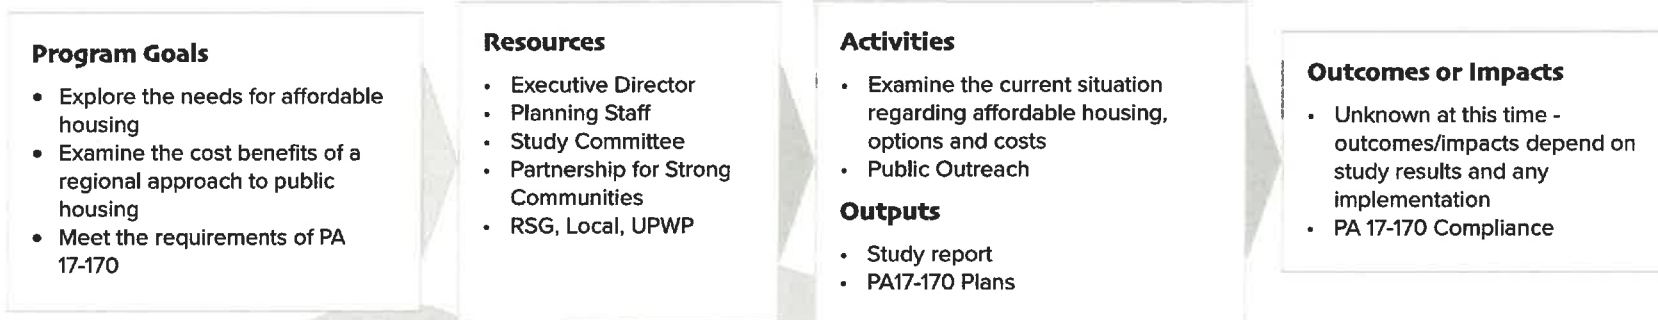 Program Goals
• Explore the needs for affordable
housing
• Examine the cost benefits of a
regional approach to public
housing
• Meet the requirements of PA
17-170
Resources
• Executive Director
• Planning Staff
• Study Committee
• Partnership for Strong
Communities
• RSG, Local, UPWP
Activities
• Examine the current situation
regarding affordable housing,
options and costs
• Public Outreach
Outputs
• Study report
• PA17-170 Plans
Outcomes or Impacts
• Unknown at this time -
outcomes/impacts depend on
study results and any
implementation
• PA 17-170 Compliance